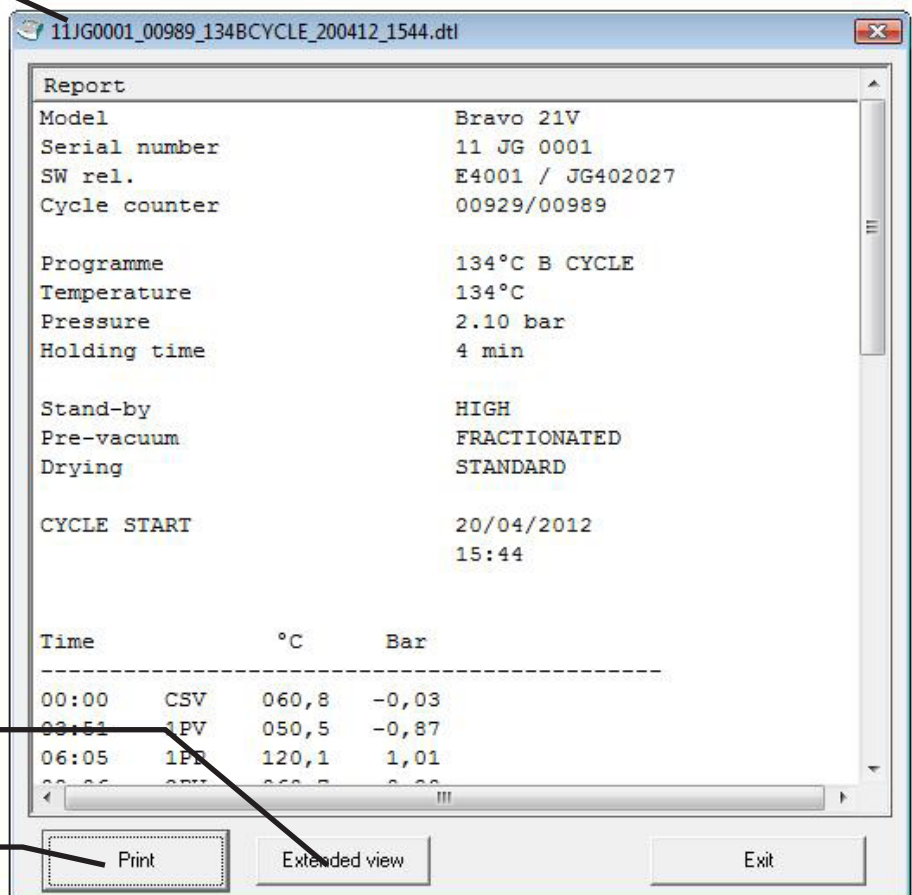 11JG0001_00989_134BCYCLE_200412_1544.dtl
Report
Model Bravo 21V
Serial number 11 JG 0001
SW rel. E4001 / JG402027
Cycle counter 00929/00989
Programme 134°C B CYCLE
Temperature 134°C
Pressure 2.10 bar
Holding time 4 min
Stand-by HIGH
Pre-vacuum FRACTIONATED
Drying STANDARD
CYCLE START 20/04/2012
15:44
Time °C Bar
00:00 CSV 060,8 -0,03
03:51 1PV 050,5 -0,87
06:05 1PP 120,1 1,01
Print Extended view Exit